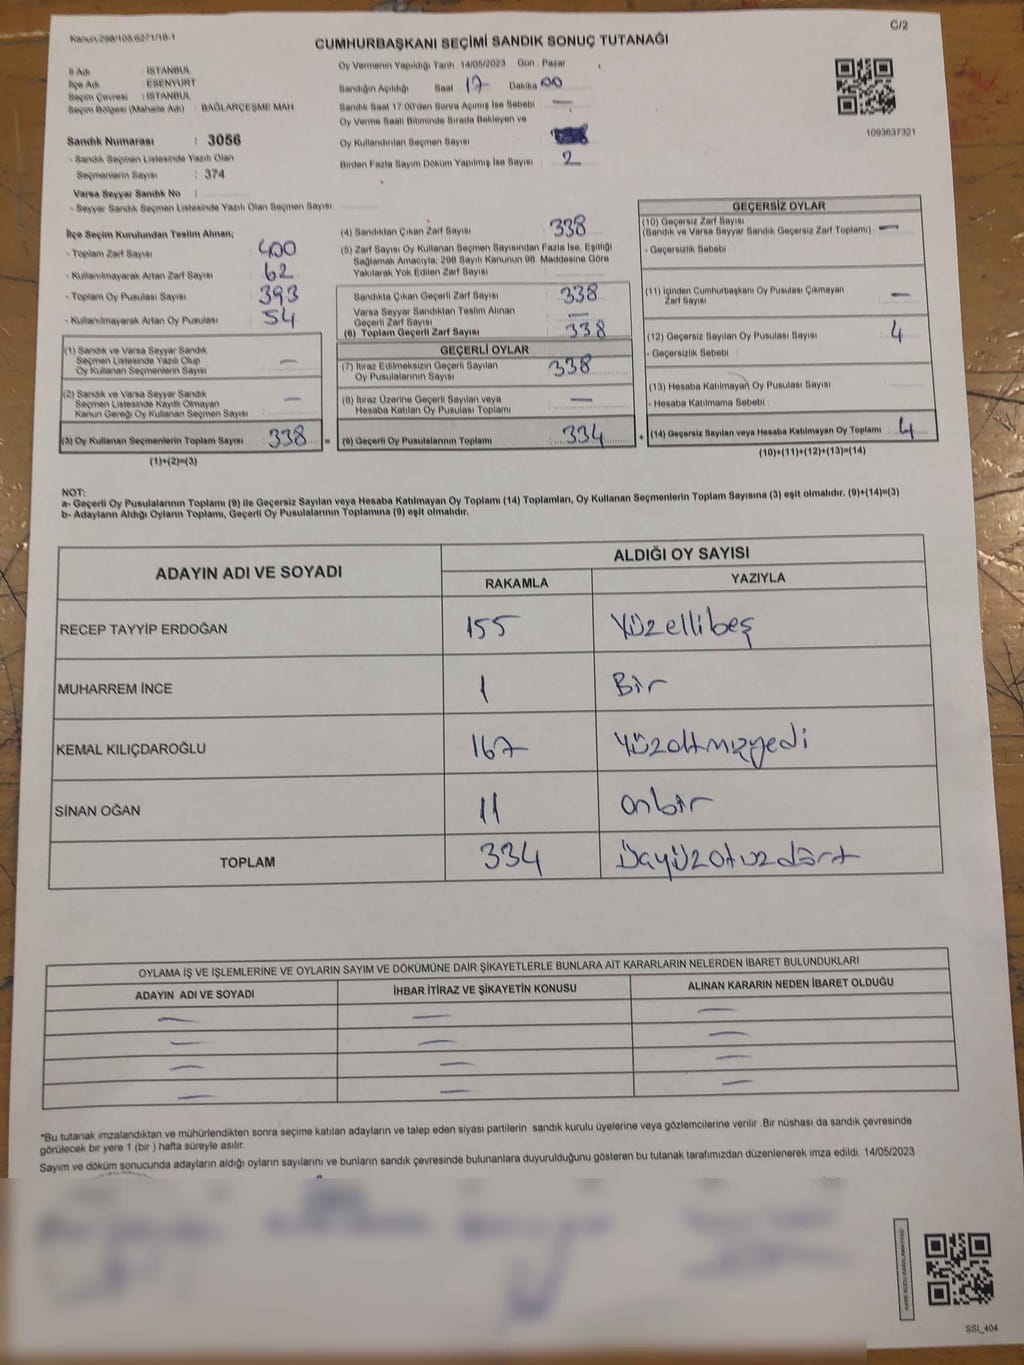 Kanun.298/105.6271/18-1
C/2
CUMHURBAŞKANI SEÇİMİ SANDIK SONUÇ TUTANAĞI
İl Adı : İSTANBUL
İlçe Adı : ESENYURT
Seçim Çevresi : İSTANBUL
Seçim Bölgesi (Mahalle Adı) : BAĞLARÇEŞME MAH
Sandık Numarası : 3056
- Sandık Seçmen Listesinde Yazılı Olan
Seçmenlerin Sayısı : 374
Varsa Seyyar Sandık No :
- Seyyar Sandık Seçmen Listesinde Yazılı Olan Seçmen Sayısı
Oy Vermenin Yapıldığı Tarih : 14/05/2023 Gün : Pazar
Sandığın Açıldığı Saat 17 Dakika 00
Sandık Saat 17:00'den Sonra Açımış İse Sebebi : —
Oy Verme Saati Bitiminde Sırada Bekleyen ve
Oy Kullandırılan Seçmen Sayısı :
Birden Fazla Sayım Döküm Yapılmış İse Sayısı : 2
1093637321
İlçe Seçim Kurulundan Teslim Alınan;
- Toplam Zarf Sayısı : 400
- Kullanılmayarak Artan Zarf Sayısı : 62
- Toplam Oy Pusulası Sayısı : 393
- Kullanılmayarak Artan Oy Pusulası : 54
(1) Sandık ve Varsa Seyyar Sandık
Seçmen Listesinde Yazılı Olup
Oy Kullanan Seçmenlerin Sayısı : —
(2) Sandık ve Varsa Seyyar Sandık
Seçmen Listesinde Kayıtlı Olmayan
Kanun Gereği Oy Kullanan Seçmen Sayısı : —
(3) Oy Kullanan Seçmenlerin Toplam Sayısı : 338 =
(1)+(2)=(3)
(4) Sandıktan Çıkan Zarf Sayısı : 338
(5) Zarf Sayısı Oy Kullanan Seçmen Sayısından Fazla İse, Eşitliği
Sağlamak Amacıyla, 298 Sayılı Kanunun 98. Maddesine Göre
Yakılarak Yok Edilen Zarf Sayısı :
Sandıkta Çıkan Geçerli Zarf Sayısı : 338
Varsa Seyyar Sandıktan Teslim Alınan
Geçerli Zarf Sayısı : —
(6) Toplam Geçerli Zarf Sayısı : 338
GEÇERLİ OYLAR
(7) İtiraz Edilmeksizin Geçerli Sayılan
Oy Pusulalarının Sayısı : 338
(8) İtiraz Üzerine Geçerli Sayılan veya
Hesaba Katılan Oy Pusulası Toplamı : —
(9) Geçerli Oy Pusulalarının Toplamı : 334 +
GEÇERSİZ OYLAR
(10) Geçersiz Zarf Sayısı
(Sandık ve Varsa Seyyar Sandık Geçersiz Zarf Toplamı) : —
- Geçersizlik Sebebi :
(11) İçinden Cumhurbaşkanı Oy Pusulası Çıkmayan
Zarf Sayısı : —
(12) Geçersiz Sayılan Oy Pusulası Sayısı : 4
- Geçersizlik Sebebi :
(13) Hesaba Katılmayan Oy Pusulası Sayısı :
- Hesaba Katılmama Sebebi :
(14) Geçersiz Sayılan veya Hesaba Katılmayan Oy Toplamı : 4
(10)+(11)+(12)+(13)=(14)
NOT:
a- Geçerli Oy Pusulalarının Toplamı (9) ile Geçersiz Sayılan veya Hesaba Katılmayan Oy Toplamı (14) Toplamları, Oy Kullanan Seçmenlerin Toplam Sayısına (3) eşit olmalıdır. (9)+(14)=(3)
b- Adayların Aldığı Oyların Toplamı, Geçerli Oy Pusulalarının Toplamına (9) eşit olmalıdır.
ADAYIN ADI VE SOYADI ALDIĞI OY SAYISI
RAKAMLA YAZIYLA
RECEP TAYYİP ERDOĞAN 155 Yüzellibeş
MUHARREM İNCE 1 Bir
KEMAL KILIÇDAROĞLU 167 Yüzaltmışyedi
SİNAN OĞAN 11 onbir
TOPLAM 334 Üçyüzotuzdört
OYLAMA İŞ VE İŞLEMLERİNE VE OYLARIN SAYIM VE DÖKÜMÜNE DAİR ŞİKAYETLERLE BUNLARA AİT KARARLARIN NELERDEN İBARET BULUNDUKLARI
ADAYIN ADI VE SOYADI İHBAR İTİRAZ VE ŞİKAYETİN KONUSU ALINAN KARARIN NEDEN İBARET OLDUĞU
— — —
— — —
— — —
— — —
*Bu tutanak imzalandıktan ve mühürlendikten sonra seçime katılan adayların ve talep eden siyasi partilerin sandık kurulu üyelerine veya gözlemcilerine verilir. Bir nüshası da sandık çevresinde
görülecek bir yere 1 (bir ) hafta süreyle asılır.
Sayım ve döküm sonucunda adayların aldığı oyların sayılarını ve bunların sandık çevresinde bulunanlara duyurulduğunu gösteren bu tutanak tarafımızdan düzenlenerek imza edildi. 14/05/2023
SSI_404